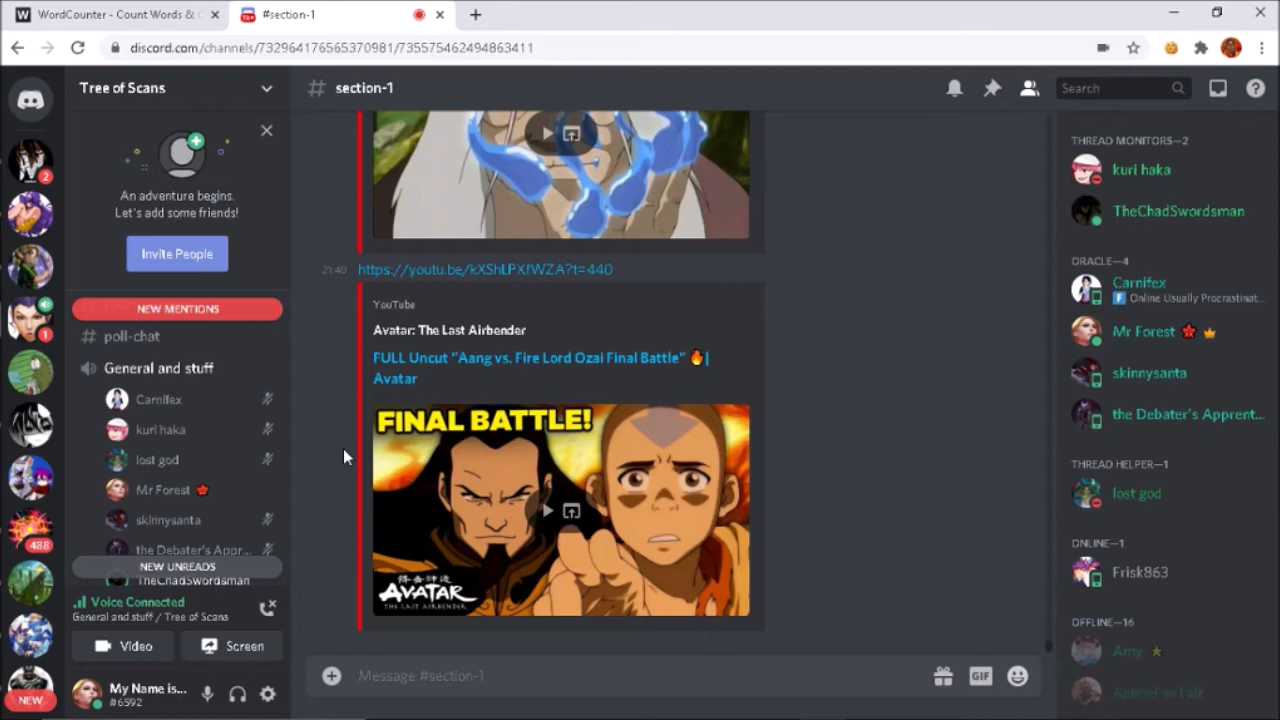 WordCounter - Count Words & C
#section-1
discord.com/channels/732964176565370981/735575462494863411
Tree of Scans
# section-1
Search
An adventure begins.
Let's add some friends!
Invite People
NEW MENTIONS
# poll-chat
General and stuff
Carnifex
kuri haka
lost god
Mr Forest
skinnysanta
the Debater's Appr...
NEW UNREADS
TheChadSwordsman
Voice Connected
General and stuff / Tree of Scans
Video
Screen
My Name is...
#6592
2
1
488
NEW
21:40 https://youtu.be/kXShLPXfWZA?t=440
YouTube
Avatar: The Last Airbender
FULL Uncut "Aang vs. Fire Lord Ozai Final Battle" 🔥|
Avatar
FINAL BATTLE!
AVATAR
THE LAST AIRBENDER
Message #section-1
GIF
THREAD MONITORS—2
kuri haka
TheChadSwordsman
ORACLE—4
Carnifex
Online Usually Procrastinat...
Mr Forest
skinnysanta
the Debater's Apprent...
THREAD HELPER—1
lost god
ONLINE—1
Frisk863
OFFLINE—16
Amy
AnimeFanTalk